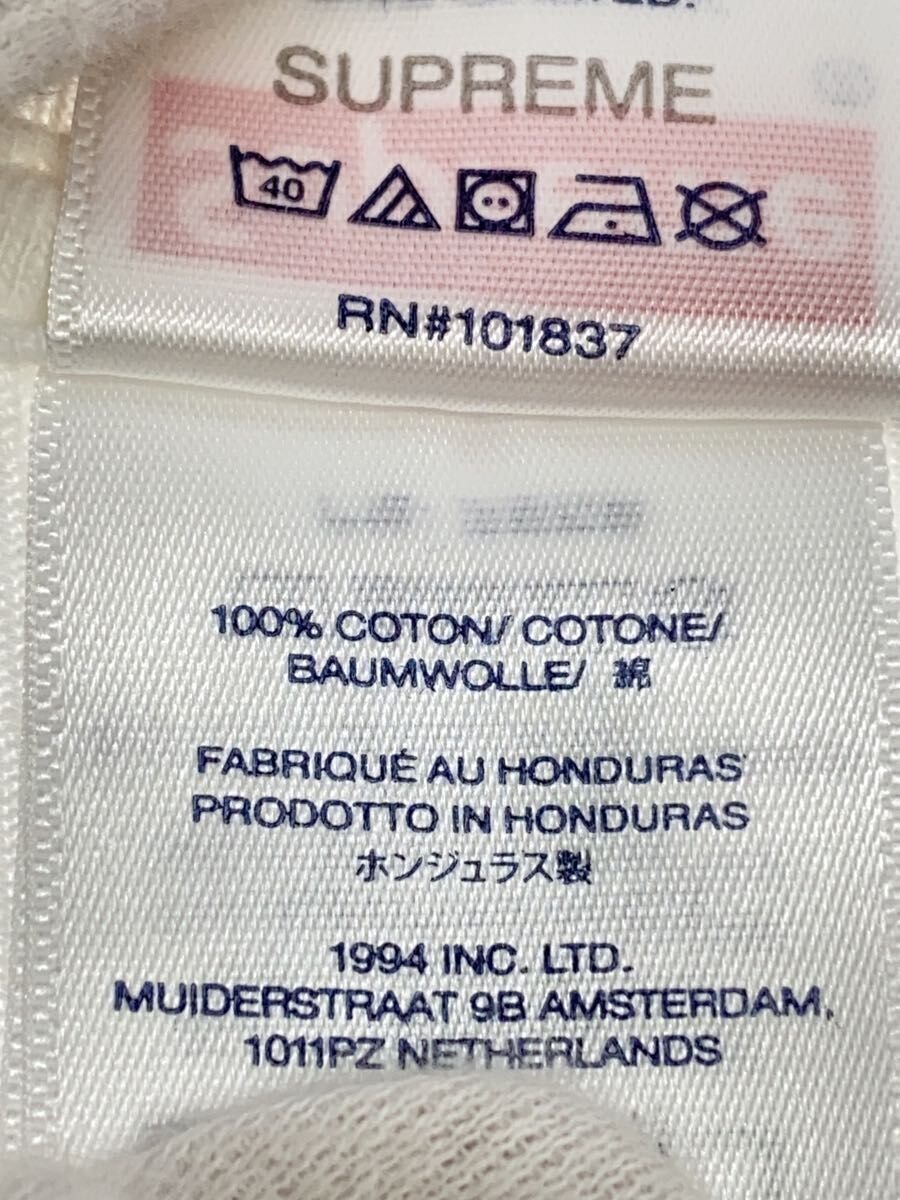 SUPREME
40
RN#101837
100% COTON/ COTONE/
BAUMWOLLE/ 綿
FABRIQUÉ AU HONDURAS
PRODOTTO IN HONDURAS
ホンジュラス製
1994 INC. LTD.
MUIDERSTRAAT 9B AMSTERDAM,
1011PZ NETHERLANDS